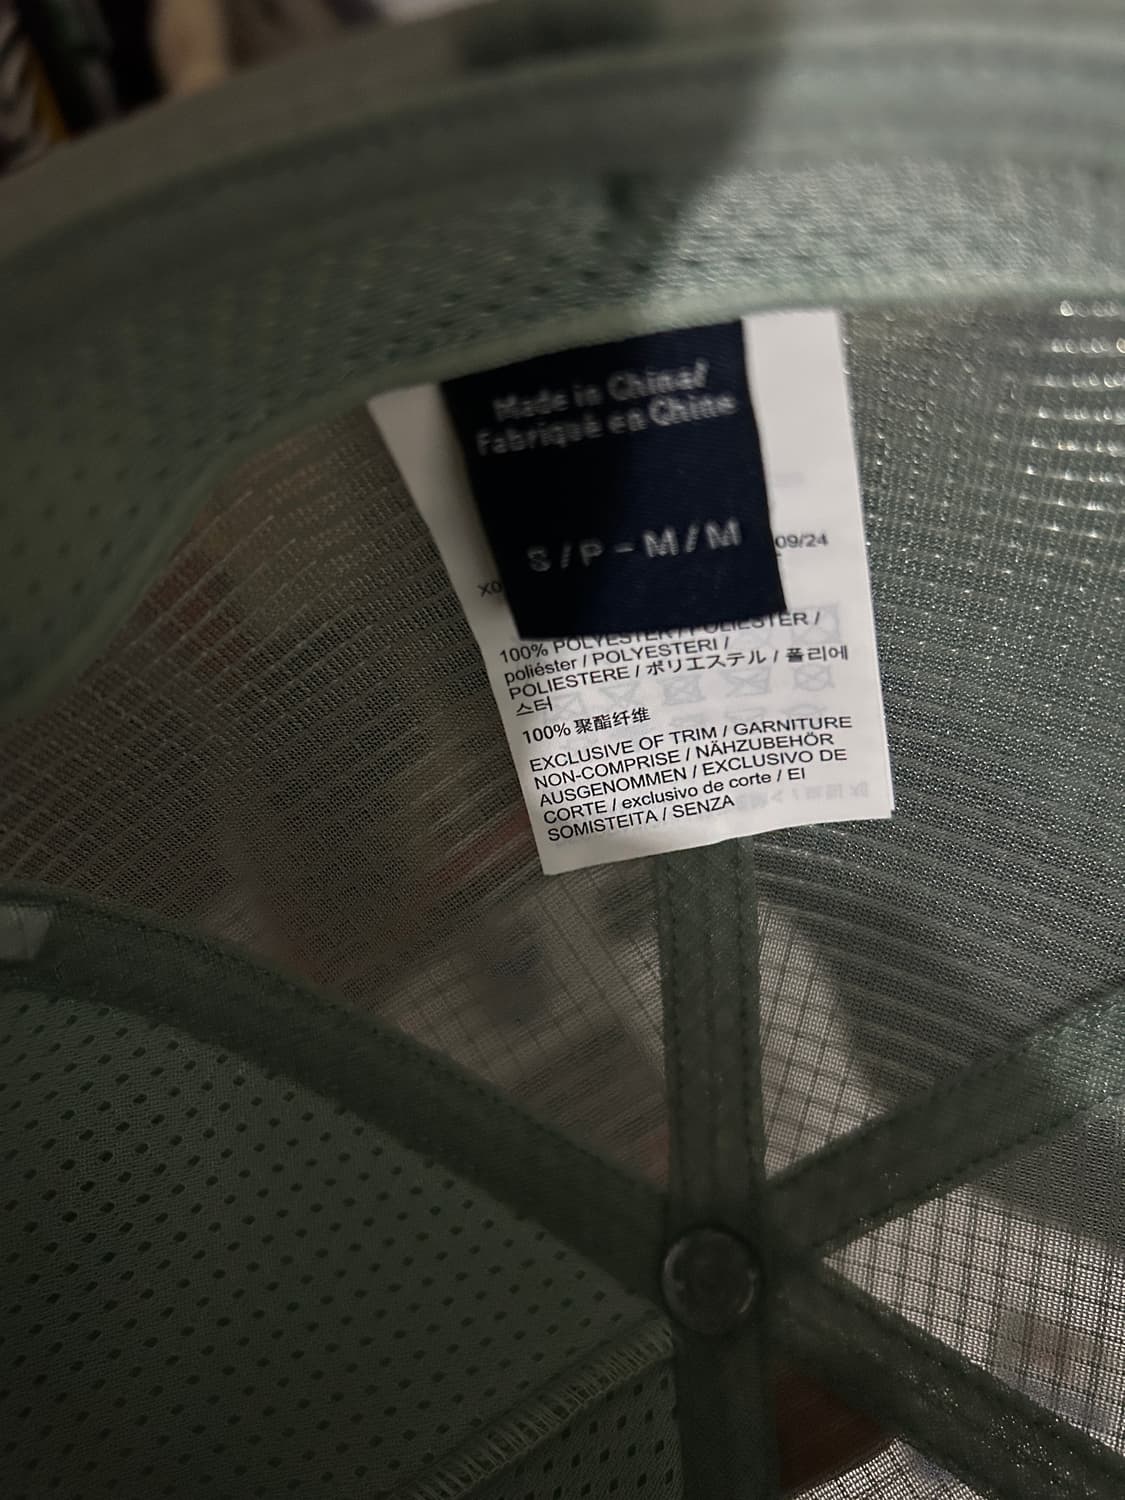 Made in China/
Fabriqué en Chine
S / P - M / M
09/24
X0
100% POLYESTER / POLIESTER /
poliéster / POLYESTERI /
POLIESTERE / ポリエステル / 폴리에
스터
100% 聚酯纤维
EXCLUSIVE OF TRIM / GARNITURE
NON-COMPRISE / NÄHZUBEHÖR
AUSGENOMMEN / EXCLUSIVO DE
CORTE / exclusivo de corte / EI
SOMISTEITA / SENZA